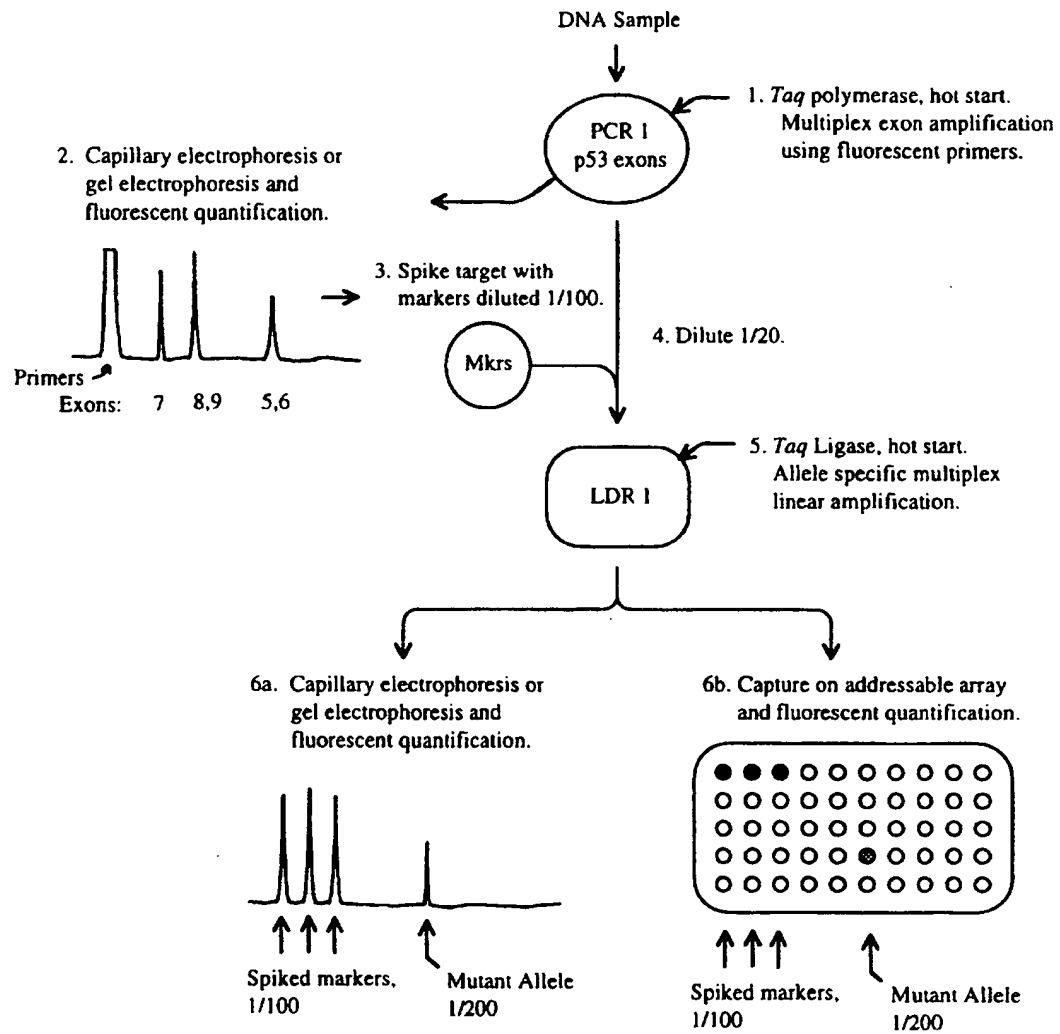 DNA Sample
PCR 1
p53 exons
1. Taq polymerase, hot start.
Multiplex exon amplification
using fluorescent primers.
2. Capillary electrophoresis or
gel electrophoresis and
fluorescent quantification.
3. Spike target with
markers diluted 1/100.
4. Dilute 1/20.
Mkrs
Primers
Exons: 7 8,9 5,6
5. Taq Ligase, hot start.
Allele specific multiplex
linear amplification.
LDR 1
6a. Capillary electrophoresis or
gel electrophoresis and
fluorescent quantification.
6b. Capture on addressable array
and fluorescent quantification.
Spiked markers,
1/100
Mutant Allele
1/200
Spiked markers,
1/100
Mutant Allele
1/200